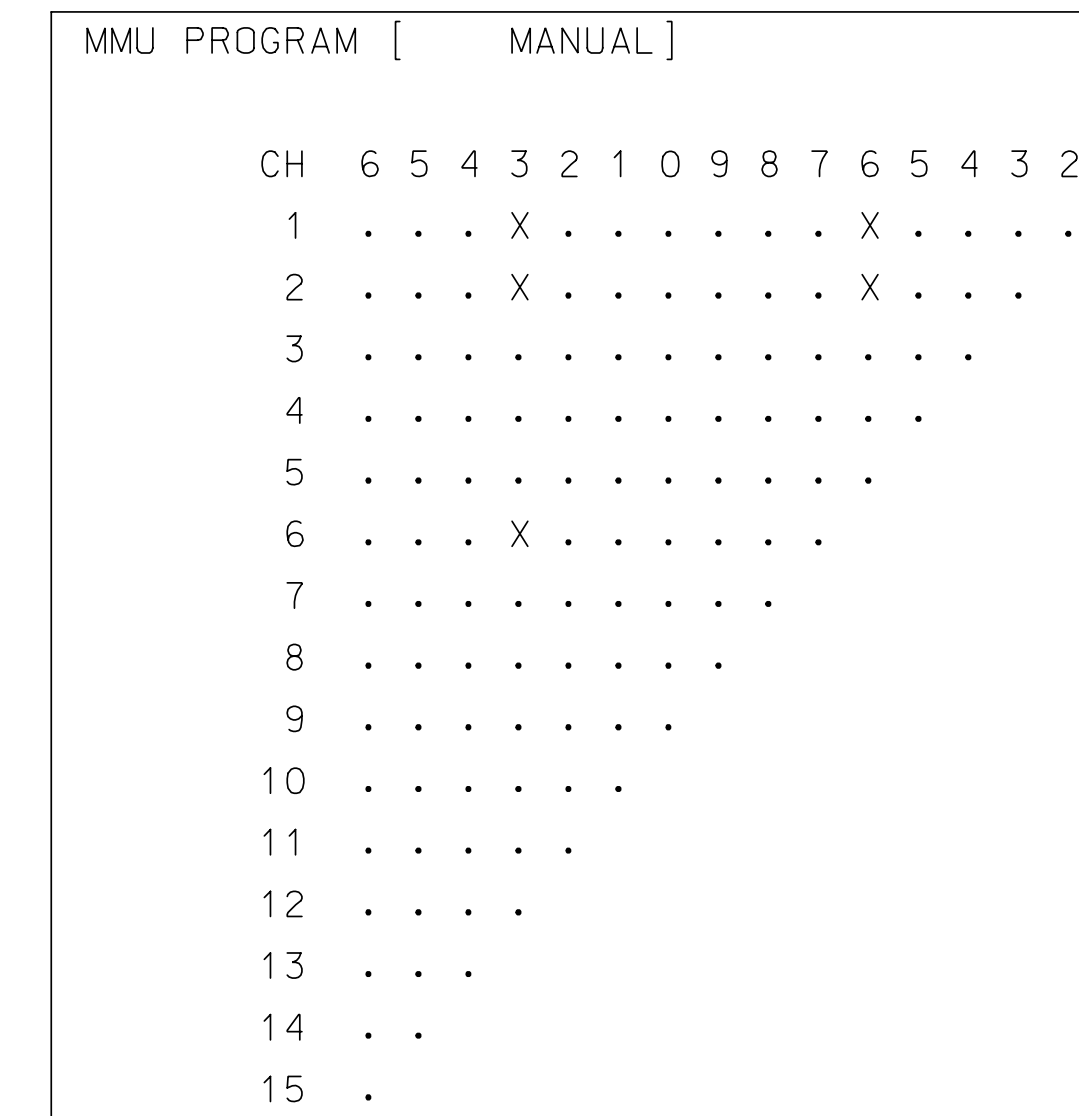 MMU PROGRAM [ MANUAL]
CH 6 5 4 3 2 1 0 9 8 7 6 5 4 3 2
1 . . . X . . . . . . X . . . .
2 . . . X . . . . . . X . . .
3 . . . . . . . . . . . . .
4 . . . . . . . . . . . .
5 . . . . . . . . . . .
6 . . . X . . . . . .
7 . . . . . . . . .
8 . . . . . . . .
9 . . . . . . .
10 . . . . . .
11 . . . . .
12 . . . .
13 . . .
14 . .
15 .